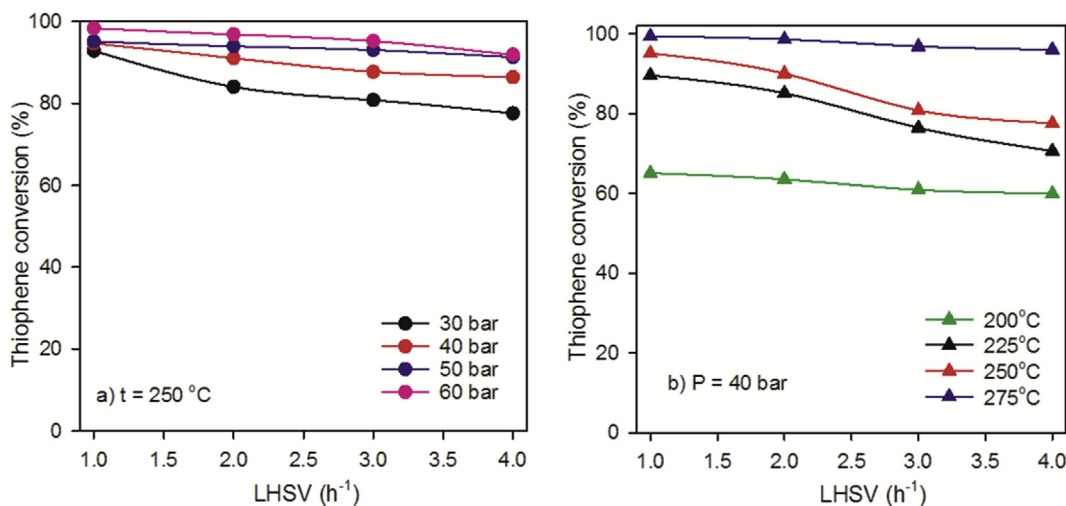 Thiophene conversion (%)
100
80
60
40
20
0
30 bar
40 bar
50 bar
60 bar
a) t = 250 °C
1.0 1.5 2.0 2.5 3.0 3.5 4.0
LHSV (h⁻¹)
Thiophene conversion (%)
100
80
60
40
20
0
200°C
225°C
250°C
275°C
b) P = 40 bar
1.0 1.5 2.0 2.5 3.0 3.5 4.0
LHSV (h⁻¹)